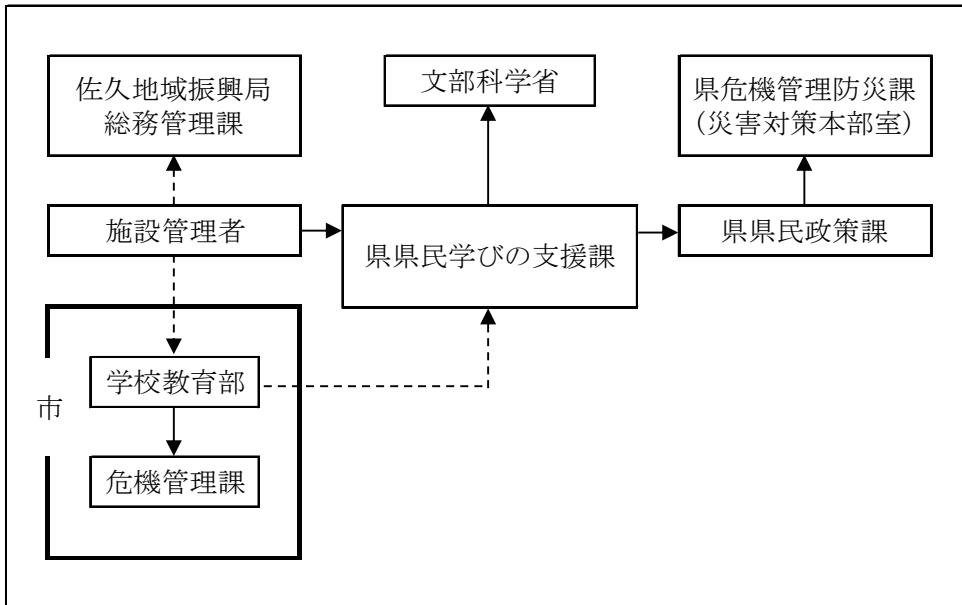 佐久地域振興局
総務管理課
文部科学省
県危機管理防災課
(災害対策本部室)
施設管理者
県県民学びの支援課
県県民政策課
市
学校教育部
危機管理課